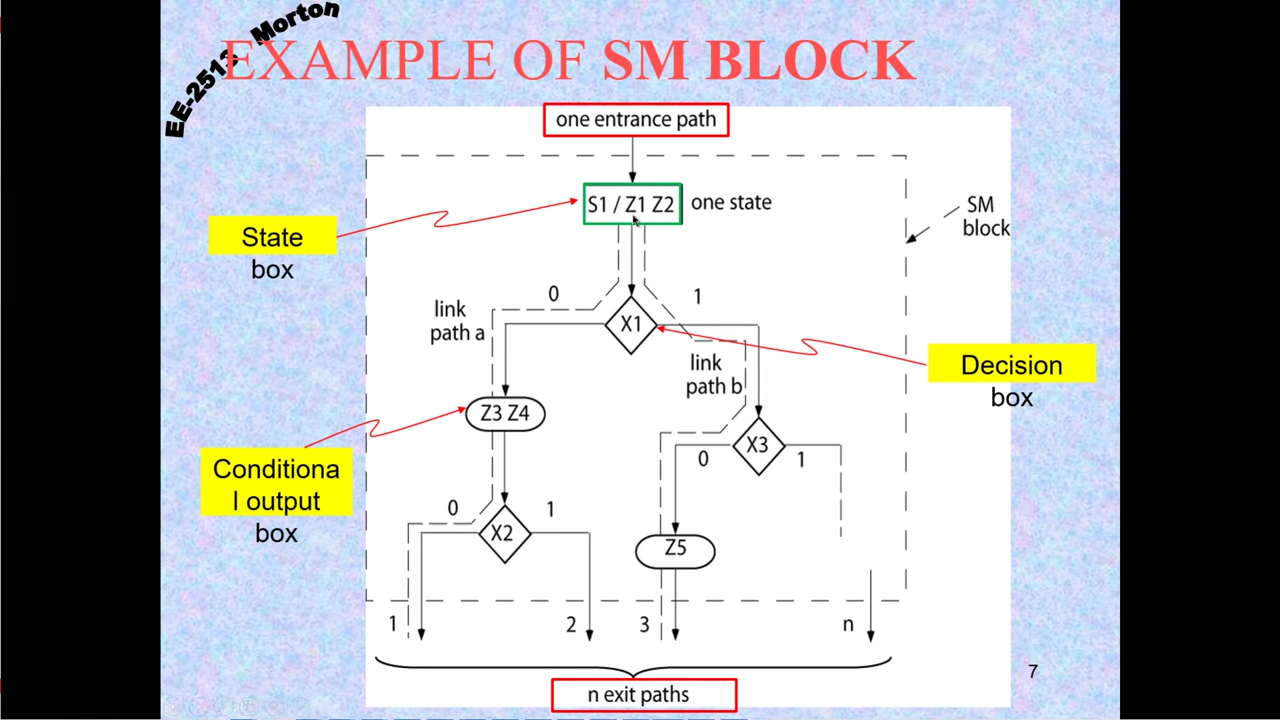 EE-2513 Morton
EXAMPLE OF SM BLOCK
one entrance path
S1 / Z1 Z2
one state
SM
block
State
box
0
1
link
path a
X1
link
path b
Decision
box
Z3 Z4
X3
0
1
Conditiona
l output
box
0
1
X2
Z5
1
2
3
n
n exit paths
7